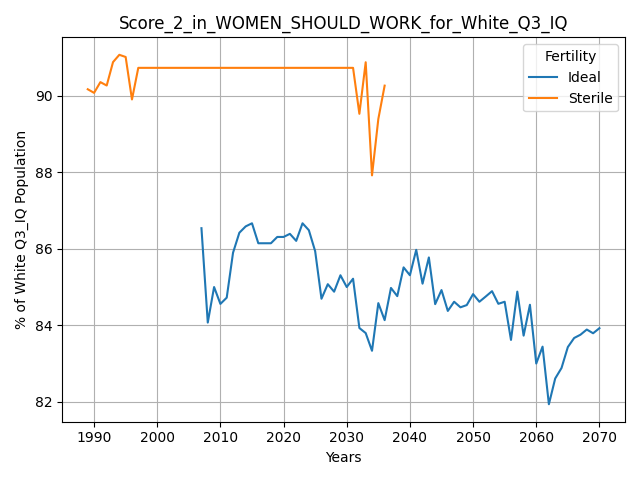 Score_2_in_WOMEN_SHOULD_WORK_for_White_Q3_IQ
Fertility
Ideal
Sterile
% of White Q3_IQ Population
90
88
86
84
82
1990 2000 2010 2020 2030 2040 2050 2060 2070
Years